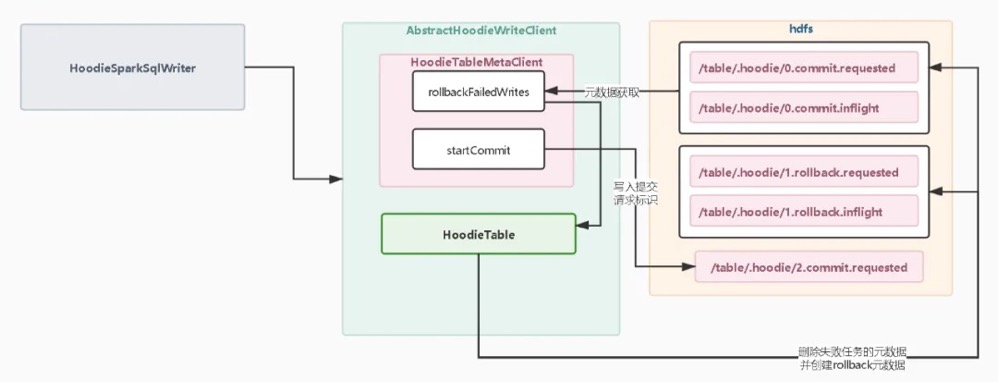 AbstractHoodieWriteClient
hdfs
HoodieSparkSqlWriter
HoodieTableMetaClient
rollbackFailedWrites
startCommit
HoodieTable
元数据获取
写入提交
请求标识
/table/.hoodie/0.commit.requested
/table/.hoodie/0.commit.inflight
/table/.hoodie/1.rollback.requested
/table/.hoodie/1.rollback.inflight
/table/.hoodie/2.commit.requested
删除失败任务的元数据
并创建rollback元数据